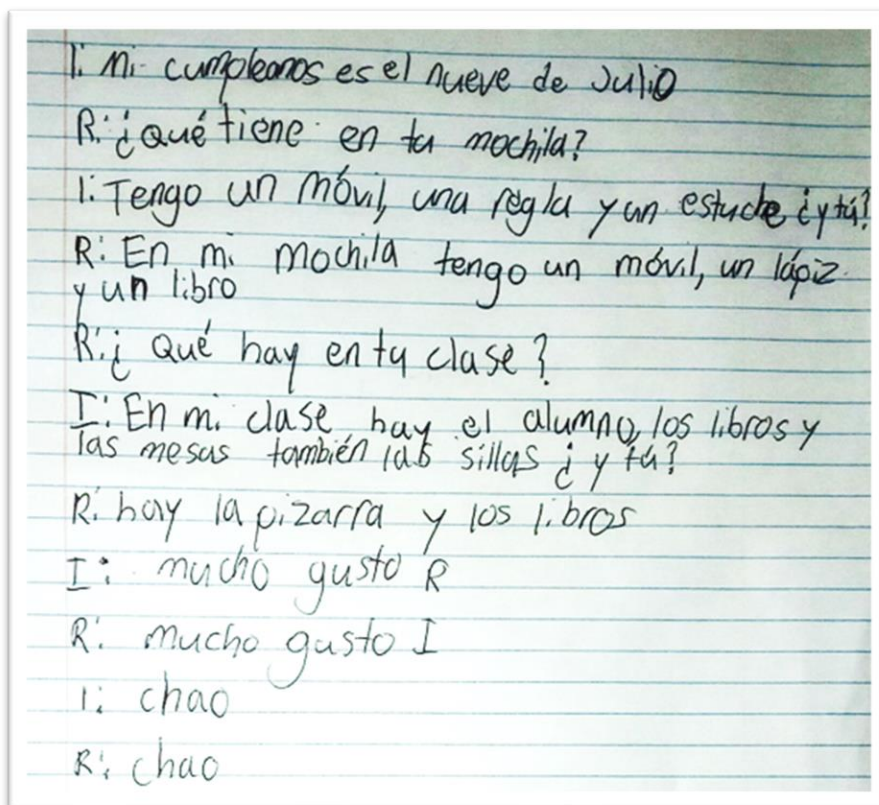 I: Mi cumpleanos es el nueve de Julio
R: ¿Qué tiene en tu mochila?
I: Tengo un móvil, una regla y un estuche ¿y tú?
R: En mi mochila tengo un móvil, un lápiz
y un libro
R: ¿Qué hay en tu clase?
I: En mi clase hay el alumno, los libros y
las mesas también las sillas ¿y tú?
R: hay la pizarra y los libros
I: mucho gusto R
R: mucho gusto I
I: chao
R: chao